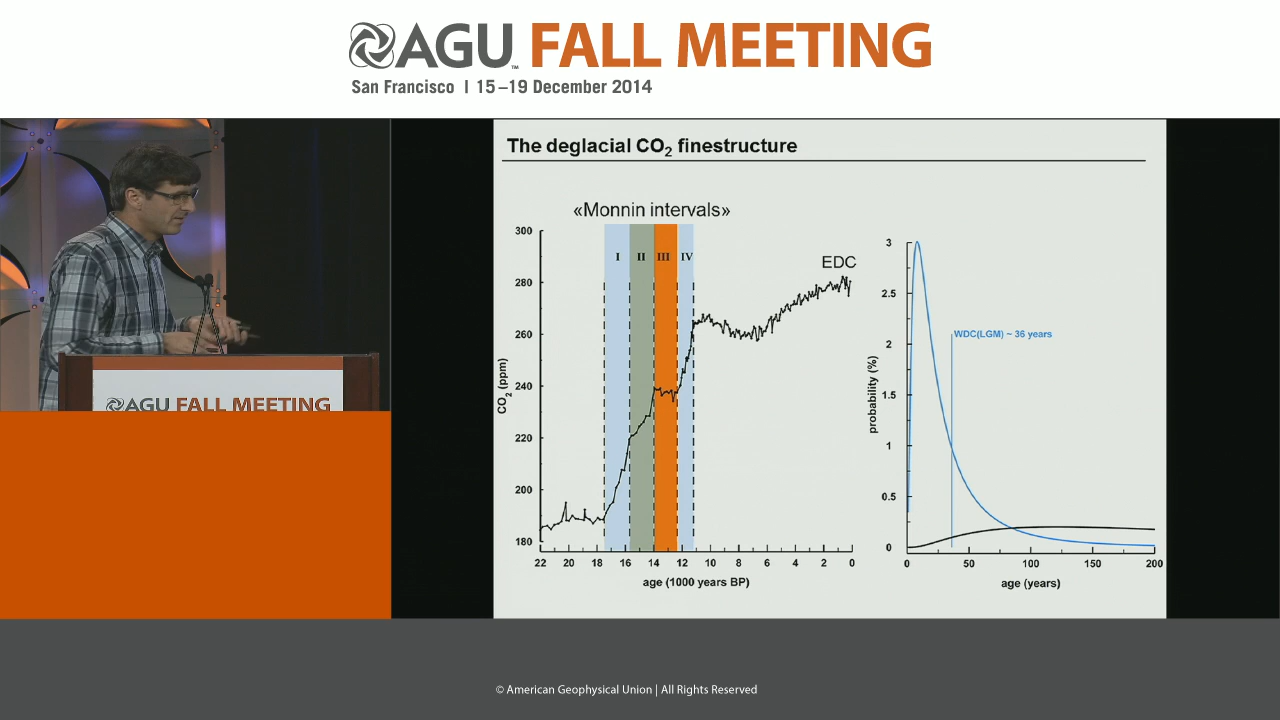 AGU™ FALL MEETING
San Francisco | 15–19 December 2014
The deglacial CO2 finestructure
«Monnin intervals»
I II III IV
EDC
300
280
260
240
220
200
180
CO2 (ppm)
22 20 18 16 14 12 10 8 6 4 2 0
age (1000 years BP)
3
2.5
2
1.5
1
0.5
0
probability (%)
WDC(LGM) ~ 36 years
0 50 100 150 200
age (years)
AGU FALL MEETING
© American Geophysical Union | All Rights Reserved